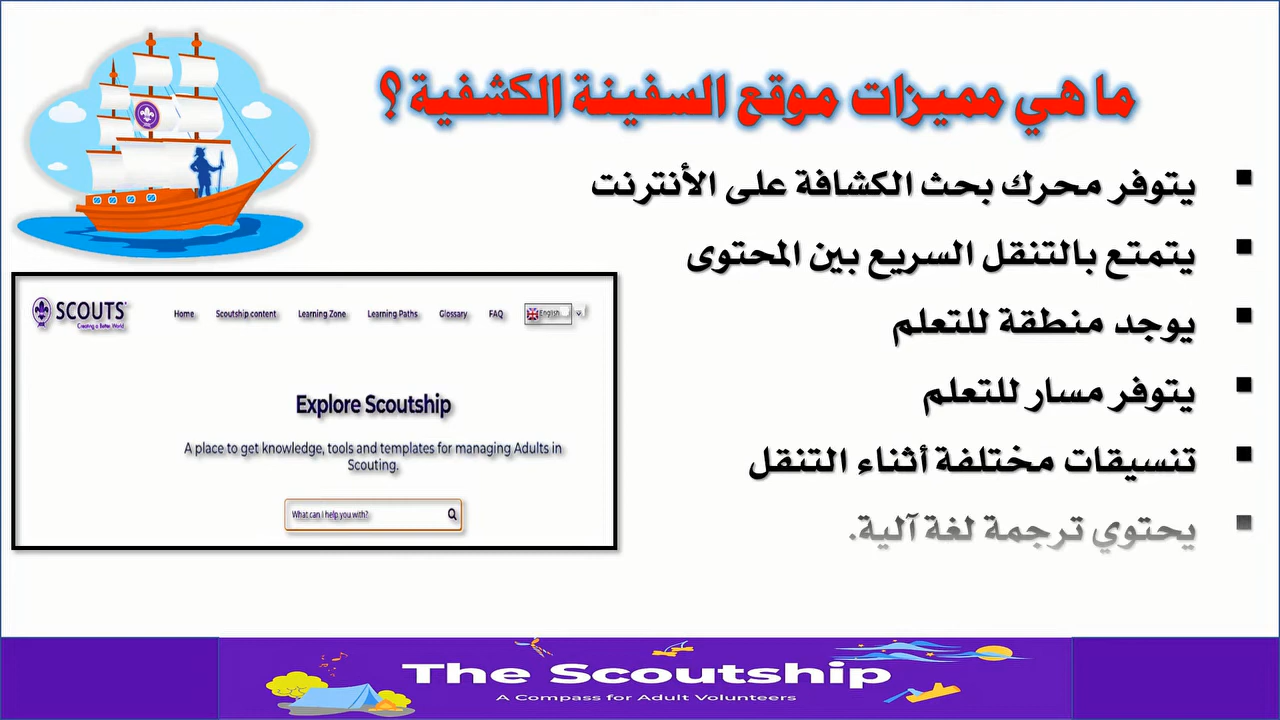 ما هي مميزات موقع السفينة الكشفية ؟
يتوفر محرك بحث الكشافة على الأنترنت
يتمتع بالتنقل السريع بين المحتوى
يوجد منطقة للتعلم
يتوفر مسار للتعلم
تنسيقات مختلفة أثناء التنقل
يحتوي ترجمة لغة آلية.
SCOUTS
Creating a Better World
Home Scoutship content Learning Zone Learning Paths Glossary FAQ English
Explore Scoutship
A place to get knowledge, tools and templates for managing Adults in
Scouting.
What can I help you with?
The Scoutship
A Compass for Adult Volunteers